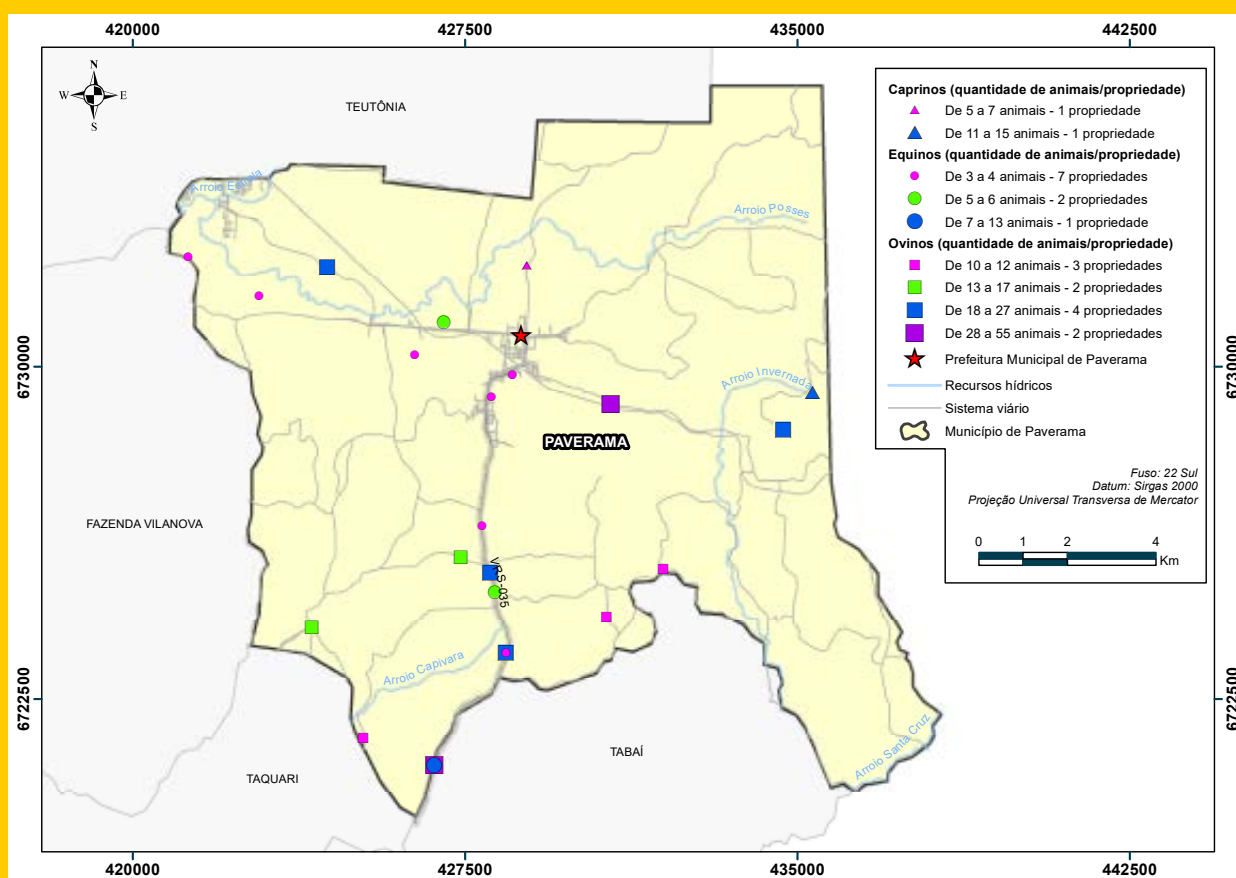 420000
427500
435000
442500
N
W
E
S
TEUTÔNIA
Caprinos (quantidade de animais/propriedade)
De 5 a 7 animais - 1 propriedade
De 11 a 15 animais - 1 propriedade
Equinos (quantidade de animais/propriedade)
De 3 a 4 animais - 7 propriedades
De 5 a 6 animais - 2 propriedades
De 7 a 13 animais - 1 propriedade
Ovinos (quantidade de animais/propriedade)
De 10 a 12 animais - 3 propriedades
De 13 a 17 animais - 2 propriedades
De 18 a 27 animais - 4 propriedades
De 28 a 55 animais - 2 propriedades
Prefeitura Municipal de Paverama
Recursos hídricos
Sistema viário
Município de Paverama
Fuso: 22 Sul
Datum: Sirgas 2000
Projeção Universal Transversa de Mercator
0
2
4
Km
Arroio
Arroio Posses
6730000
6730000
Arroio Invernada
PAVERAMA
FAZENDA VILANOVA
VRS-035
Arroio Capivara
6722500
6722500
TABAÍ
TAQUARI
Arroio Santa Cruz
420000
427500
435000
442500